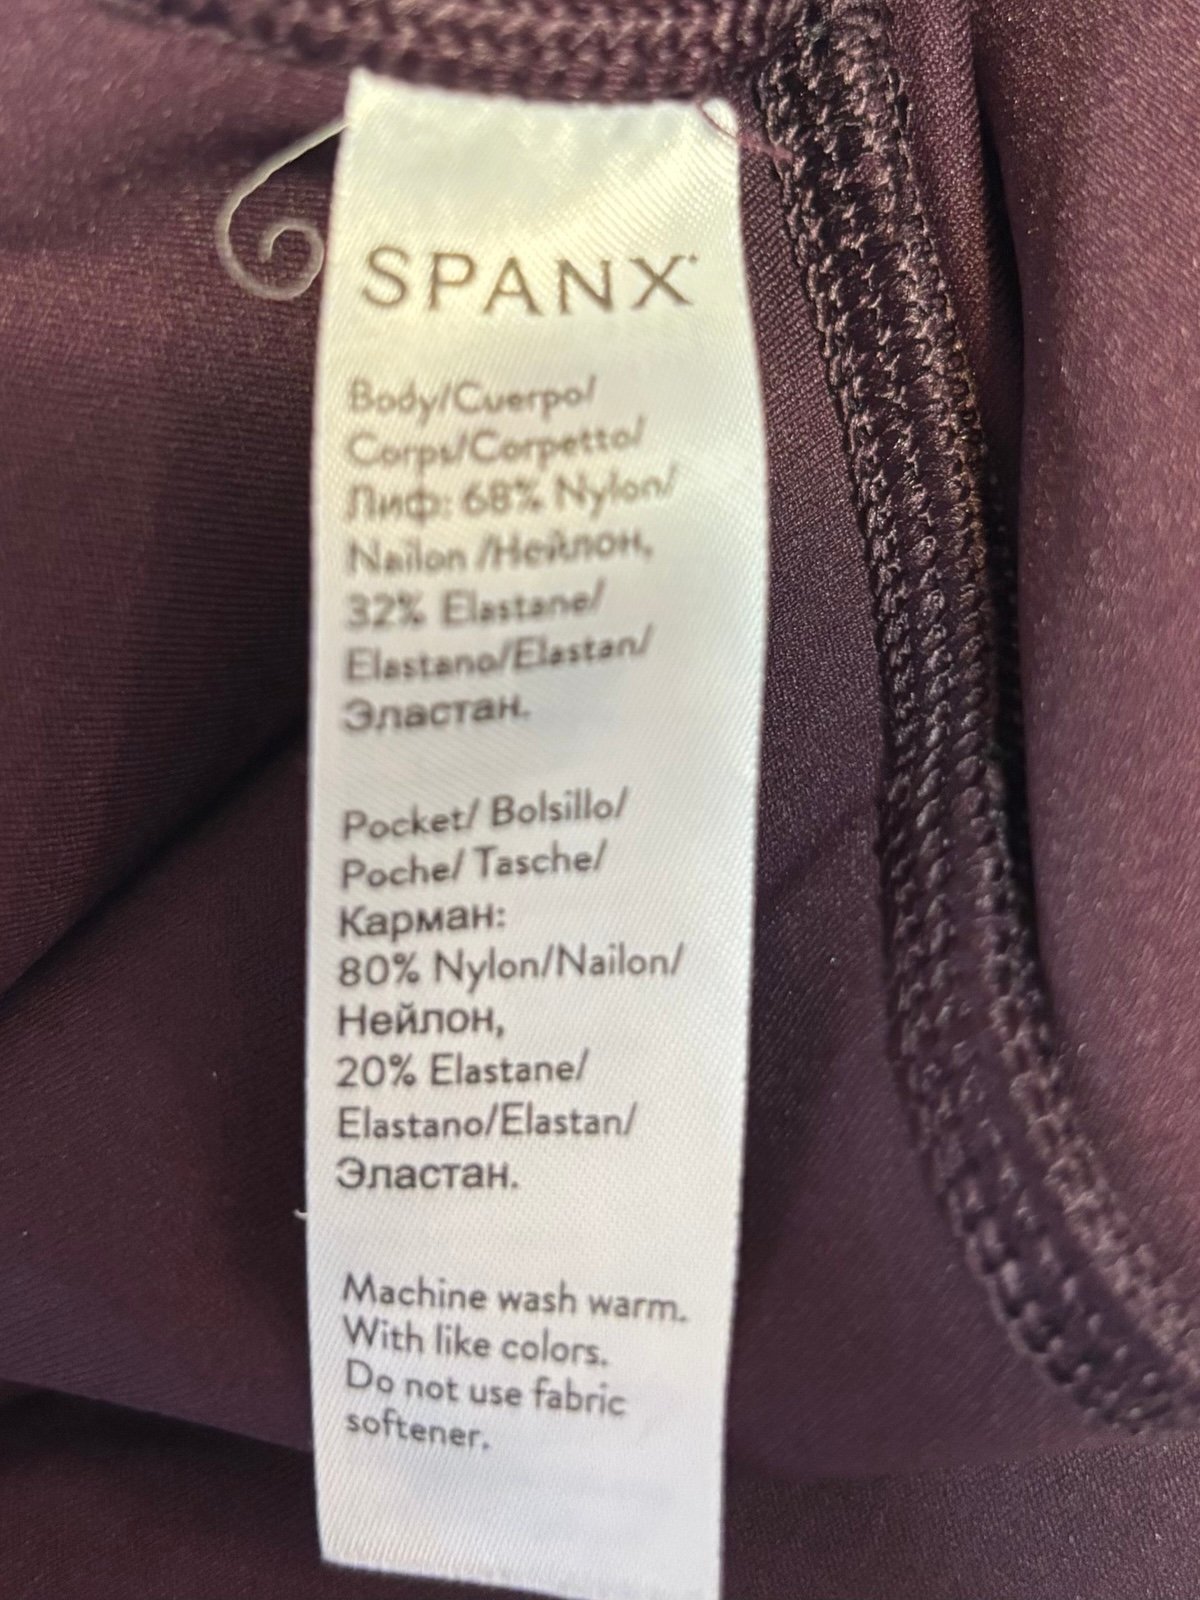 SPANX
Body/Cuerpo/
Corps/Corpetto/
Лиф: 68% Nylon/
Nailon /Нейлон,
32% Elastane/
Elastano/Elastan/
Эластан.
Pocket/ Bolsillo/
Poche/ Tasche/
Карман:
80% Nylon/Nailon/
Нейлон,
20% Elastane/
Elastano/Elastan/
Эластан.
Machine wash warm.
With like colors.
Do not use fabric
softener.